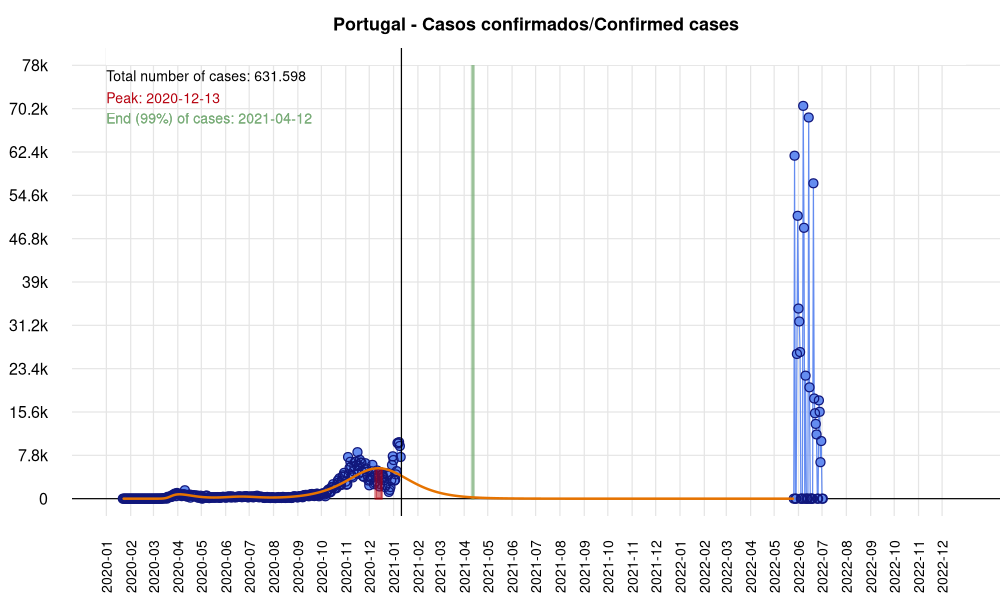 Portugal - Casos confirmados/Confirmed cases
Total number of cases: 631.598
Peak: 2020-12-13
End (99%) of cases: 2021-04-12
78k
70.2k
62.4k
54.6k
46.8k
39k
31.2k
23.4k
15.6k
7.8k
0
2020-01
2020-02
2020-03
2020-04
2020-05
2020-06
2020-07
2020-08
2020-09
2020-10
2020-11
2020-12
2021-01
2021-02
2021-03
2021-04
2021-05
2021-06
2021-07
2021-08
2021-09
2021-10
2021-11
2021-12
2022-01
2022-02
2022-03
2022-04
2022-05
2022-06
2022-07
2022-08
2022-09
2022-10
2022-11
2022-12